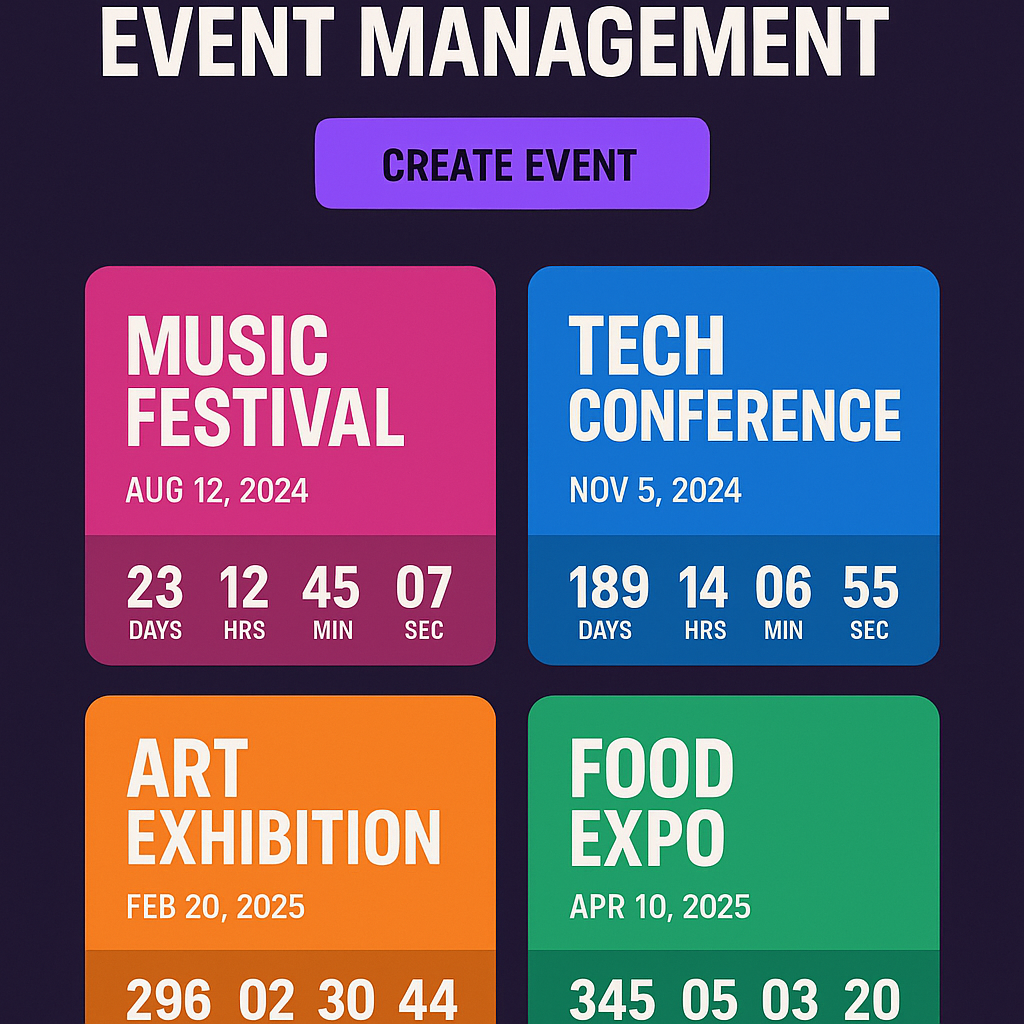 EVENT MANAGEMENT
CREATE EVENT
MUSIC
FESTIVAL
AUG 12, 2024
23 12 45 07
DAYS HRS MIN SEC
TECH
CONFERENCE
NOV 5, 2024
189 14 06 55
DAYS HRS MIN SEC
ART
EXHIBITION
FEB 20, 2025
296 02 30 44
FOOD
EXPO
APR 10, 2025
345 05 03 20